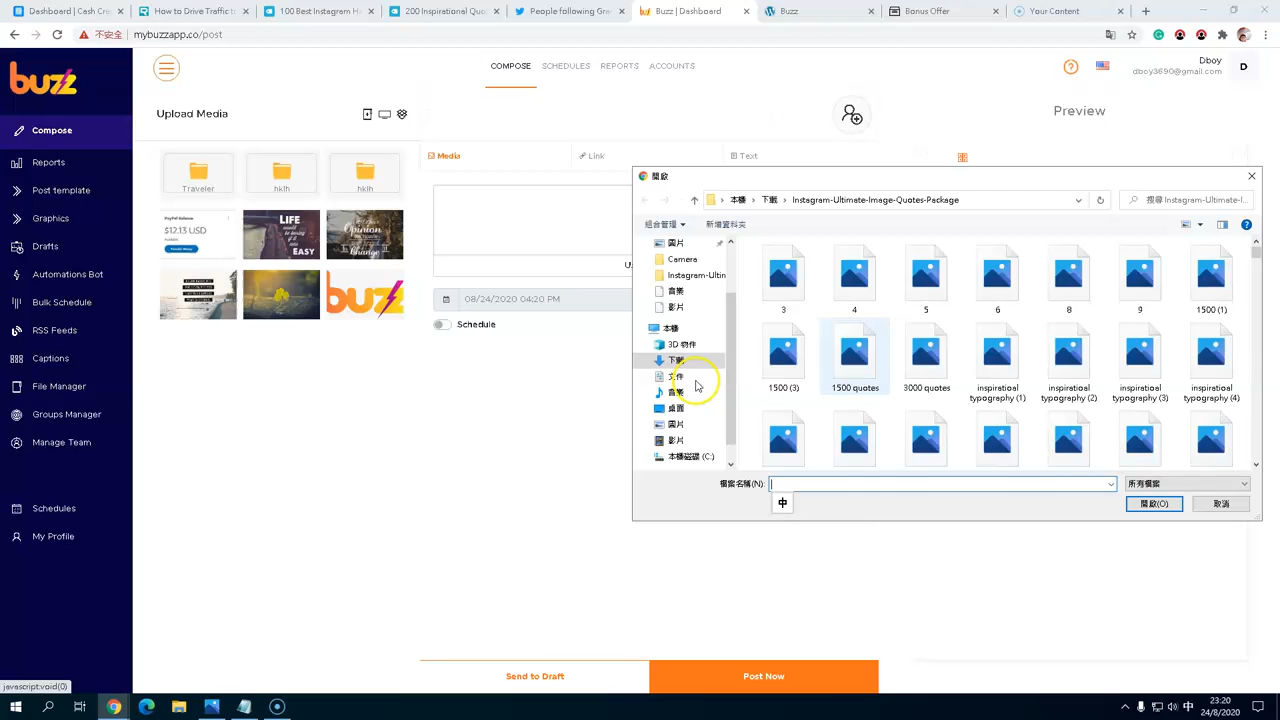 Dashboard | Cash Cri
How to Drive Traffic t
100 Best Instagram H
200 Inspirational Quo
People following Gre
Buzz | Dashboard
Buzz
Bonus Offer
Your Content
不安全
mybuzzapp.co/post
buzz
COMPOSE
SCHEDULES
REPORTS
ACCOUNTS
Dboy
dboy3690@gmail.com
D
Compose
Reports
Post template
Graphics
Drafts
Automations Bot
Bulk Schedule
RSS Feeds
Captions
File Manager
Groups Manager
Manage Team
Schedules
My Profile
Upload Media
Traveler
hklh
hklh
PayPal Balance
$12.13 USD
LIFE
EASY
Opinion
Change
buzz
Media
Link
Text
08/24/2020 04:20 PM
Schedule
Send to Draft
Post Now
Preview
開啟
本機
下載
Instagram-Ultimate-Image-Quotes-Package
搜尋 Instagram-Ultimate-I...
組合管理
新增資料夾
圖片
Camera
Instagram-Ultin
音樂
影片
本機
3D 物件
下載
文件
音樂
桌面
圖片
影片
本機磁碟 (C:)
3
4
5
6
8
9
1500 (1)
1500 (3)
1500 quotes
3000 quotes
inspiratioal typography (1)
inspiratioal typography (2)
inspiratioal typography (3)
inspiratioal typography (4)
檔案名稱(N):
所有檔案
中
開啟(O)
取消
javascript:void(0)
中
23:20
24/8/2020